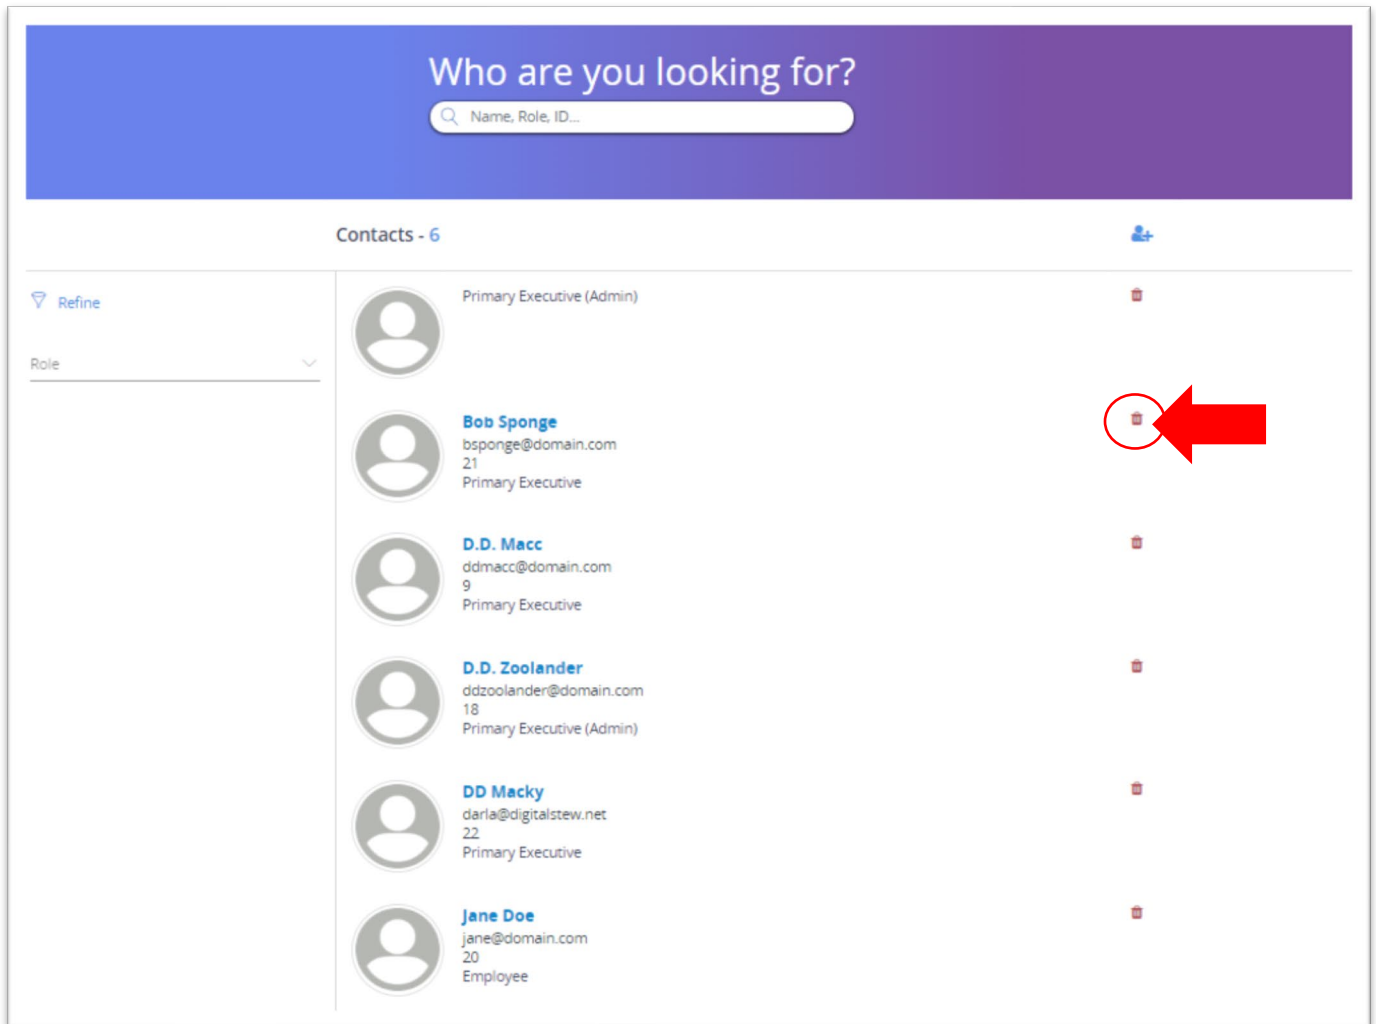 Who are you looking for?
Name, Role, ID...
Contacts - 6
Refine
Role
Primary Executive (Admin)
Bob Sponge
bsponge@domain.com
21
Primary Executive
D.D. Macc
ddmacc@domain.com
9
Primary Executive
D.D. Zoolander
ddzoolander@domain.com
18
Primary Executive (Admin)
DD Macky
darla@digitalstew.net
22
Primary Executive
Jane Doe
jane@domain.com
20
Employee